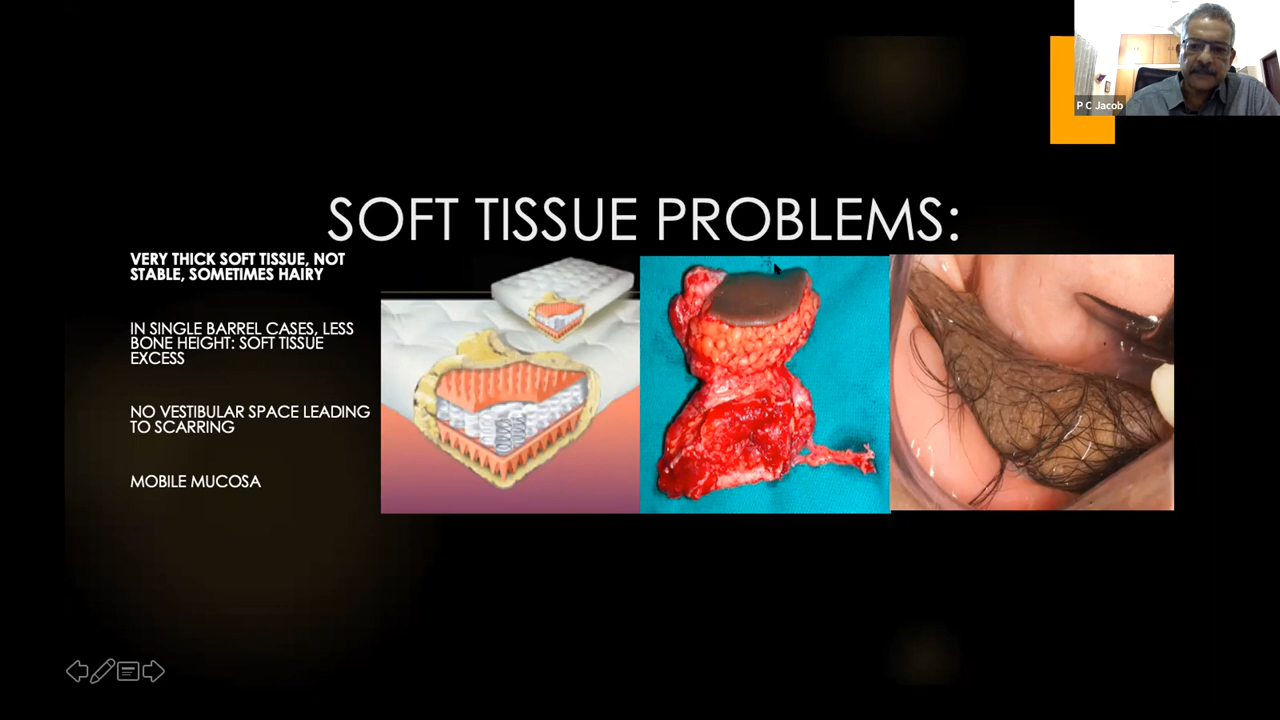 P C Jacob
SOFT TISSUE PROBLEMS:
VERY THICK SOFT TISSUE, NOT
STABLE, SOMETIMES HAIRY
IN SINGLE BARREL CASES, LESS
BONE HEIGHT: SOFT TISSUE
EXCESS
NO VESTIBULAR SPACE LEADING
TO SCARRING
MOBILE MUCOSA